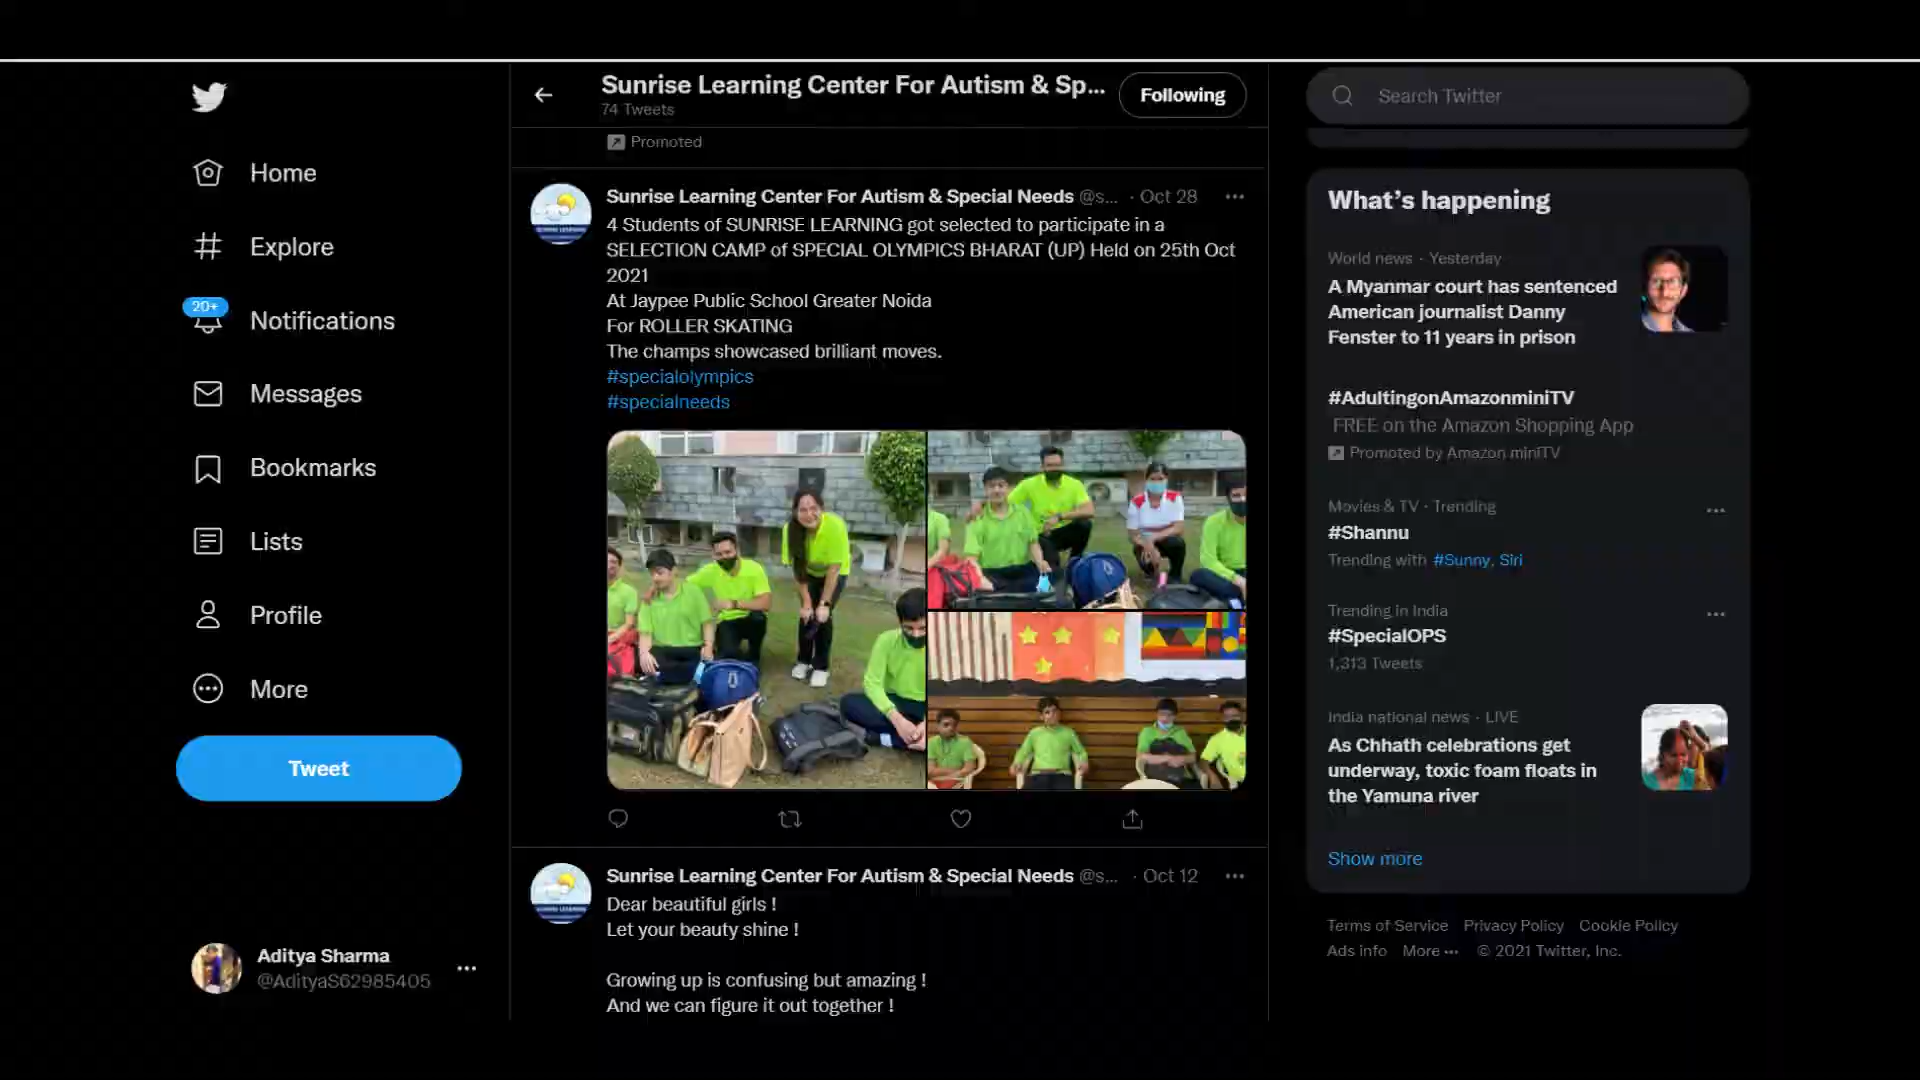 Sunrise Learning Center For Autism & Sp...
74 Tweets
Following
Search Twitter
Home
Explore
20+
Notifications
Messages
Bookmarks
Lists
Profile
More
Tweet
Aditya Sharma
@AdityaS62985405
Promoted
Sunrise Learning Center For Autism & Special Needs @s... · Oct 28
4 Students of SUNRISE LEARNING got selected to participate in a
SELECTION CAMP of SPECIAL OLYMPICS BHARAT (UP) Held on 25th Oct
2021
At Jaypee Public School Greater Noida
For ROLLER SKATING
The champs showcased brilliant moves.
#specialolympics
#specialneeds
Sunrise Learning Center For Autism & Special Needs @s... · Oct 12
Dear beautiful girls !
Let your beauty shine !
Growing up is confusing but amazing !
And we can figure it out together !
What's happening
World news · Yesterday
A Myanmar court has sentenced
American journalist Danny
Fenster to 11 years in prison
#AdultingonAmazonminiTV
FREE on the Amazon Shopping App
Promoted by Amazon miniTV
Movies & TV · Trending
#Shannu
Trending with #Sunny, Siri
Trending in India
#SpecialOPS
1,313 Tweets
India national news · LIVE
As Chhath celebrations get
underway, toxic foam floats in
the Yamuna river
Show more
Terms of Service Privacy Policy Cookie Policy
Ads info More ··· © 2021 Twitter, Inc.